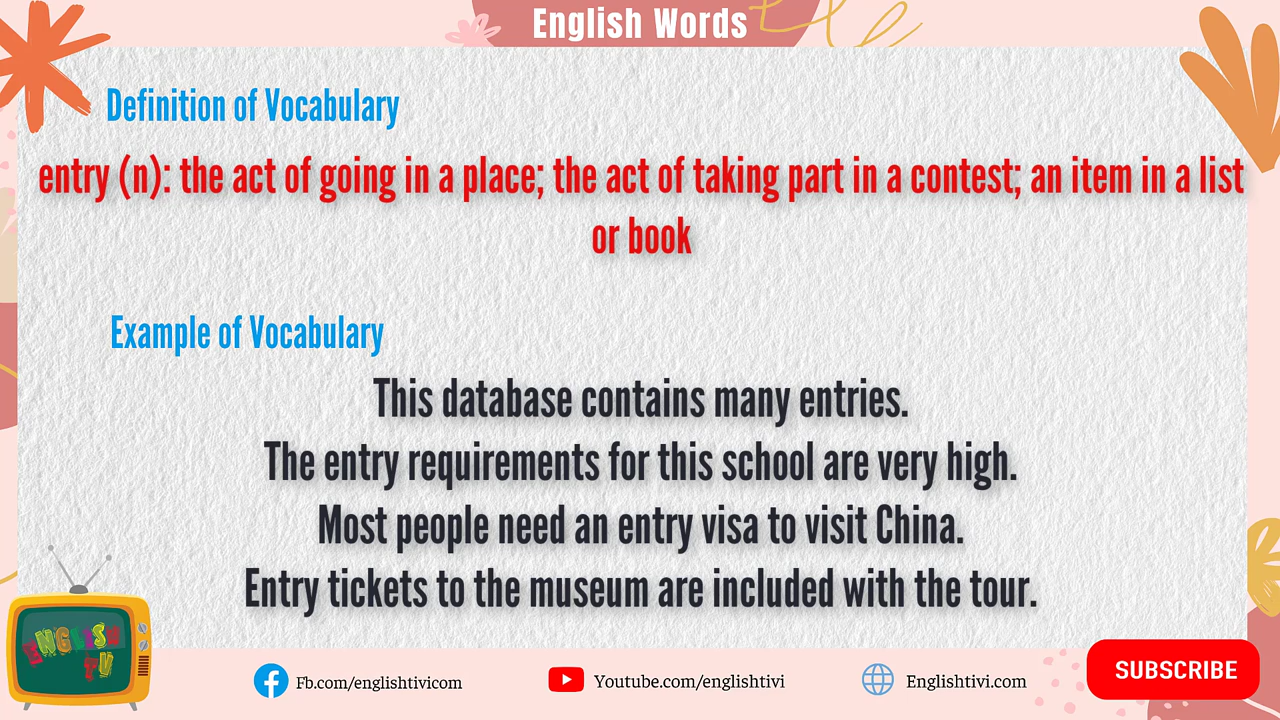 English Words
Definition of Vocabulary
entry (n): the act of going in a place; the act of taking part in a contest; an item in a list
or book
Example of Vocabulary
This database contains many entries.
The entry requirements for this school are very high.
Most people need an entry visa to visit China.
Entry tickets to the museum are included with the tour.
ENGLISH
TV
Fb.com/englishtivicom
Youtube.com/englishtivi
Englishtivi.com
SUBSCRIBE